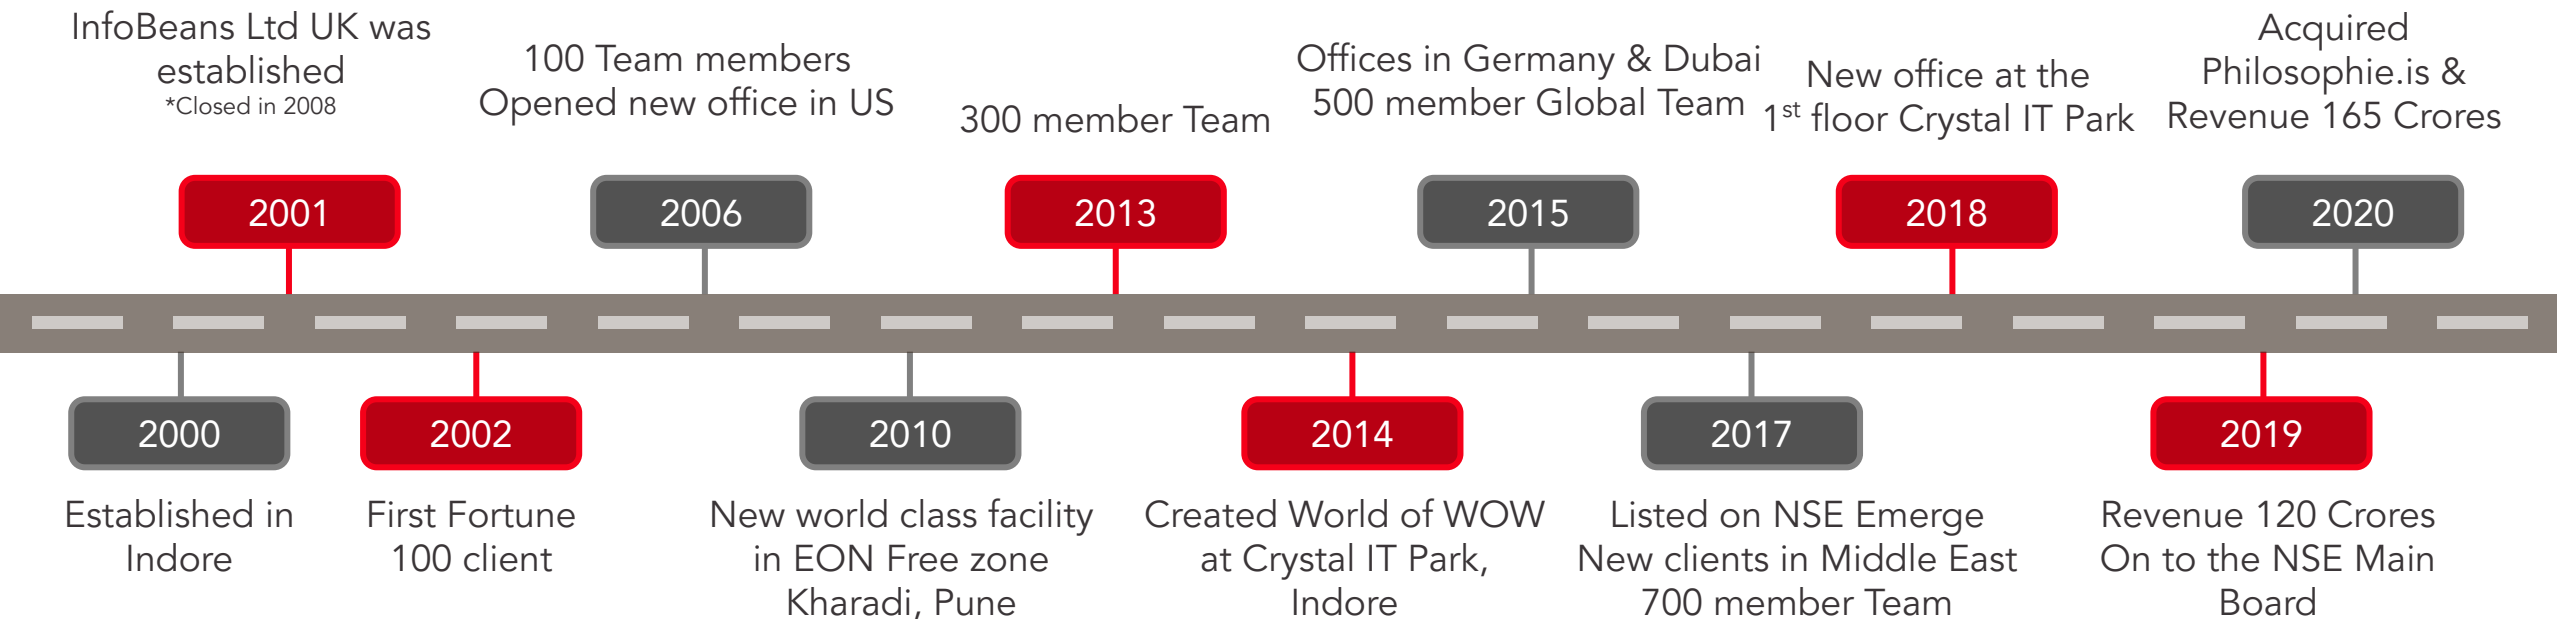 InfoBeans Ltd UK was
established
*Closed in 2008
2001
100 Team members
Opened new office in US
2006
300 member Team
2013
Offices in Germany & Dubai
500 member Global Team
2015
New office at the
1st floor Crystal IT Park
2018
Acquired
Philosophie.is &
Revenue 165 Crores
2020
2000
Established in
Indore
2002
First Fortune
100 client
2010
New world class facility
in EON Free zone
Kharadi, Pune
2014
Created World of WOW
at Crystal IT Park,
Indore
2017
Listed on NSE Emerge
New clients in Middle East
700 member Team
2019
Revenue 120 Crores
On to the NSE Main
Board